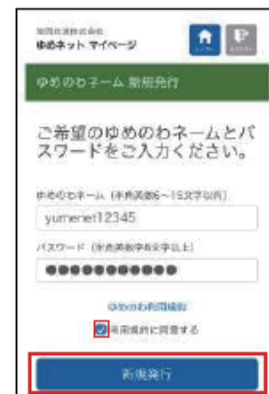 ゆめネット マイページ
ゆめのわネーム 新規発行
ご希望のゆめのわネームとパ
スワードをご入力ください。
ゆめのわネーム（半角英数6～15文字以内）
yumenet12345
パスワード（半角英数字8文字以上）
●●●●●●●●●●●
ゆめのわ利用規約
利用規約に同意する
新規発行